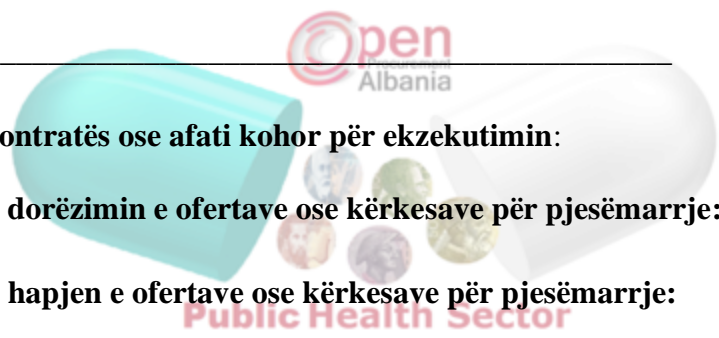 Open
Procurement
Albania
ontratës ose afati kohor për ekzekutimin:
dorëzimin e ofertave ose kërkesave për pjesëmarrje:
hapjen e ofertave ose kërkesave për pjesëmarrje:
Public Health Sector